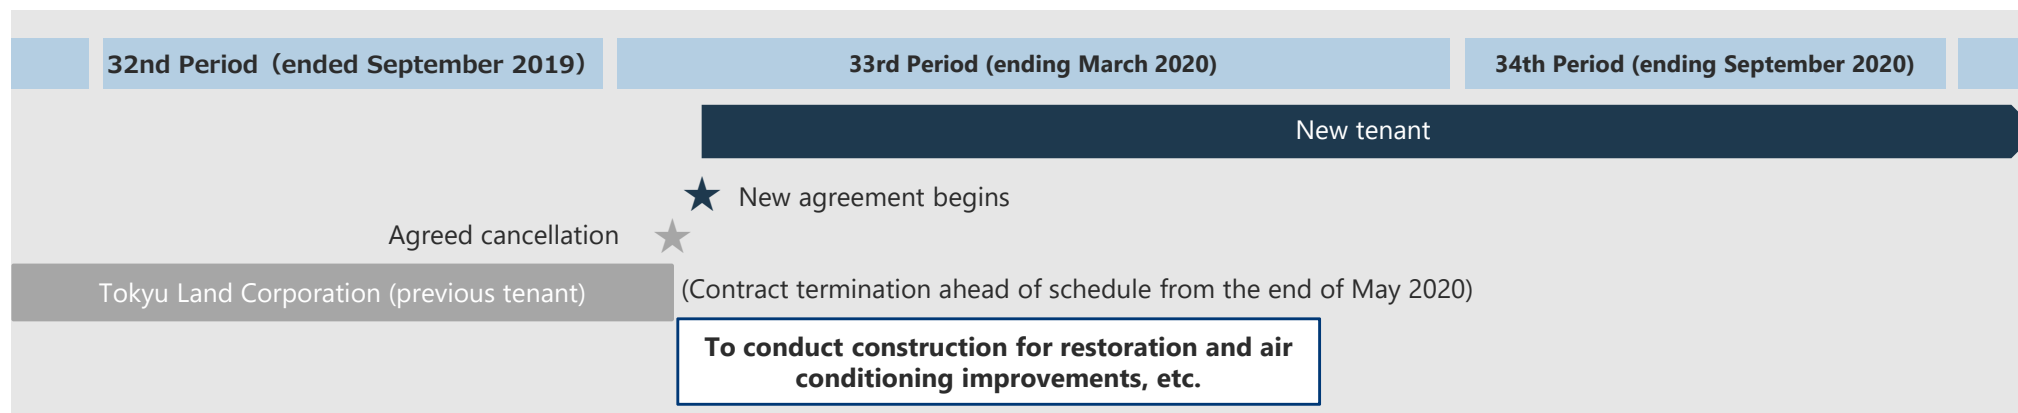 32nd Period（ended September 2019）
33rd Period (ending March 2020)
34th Period (ending September 2020)
New tenant
New agreement begins
Agreed cancellation
Tokyu Land Corporation (previous tenant)
(Contract termination ahead of schedule from the end of May 2020)
To conduct construction for restoration and air
conditioning improvements, etc.